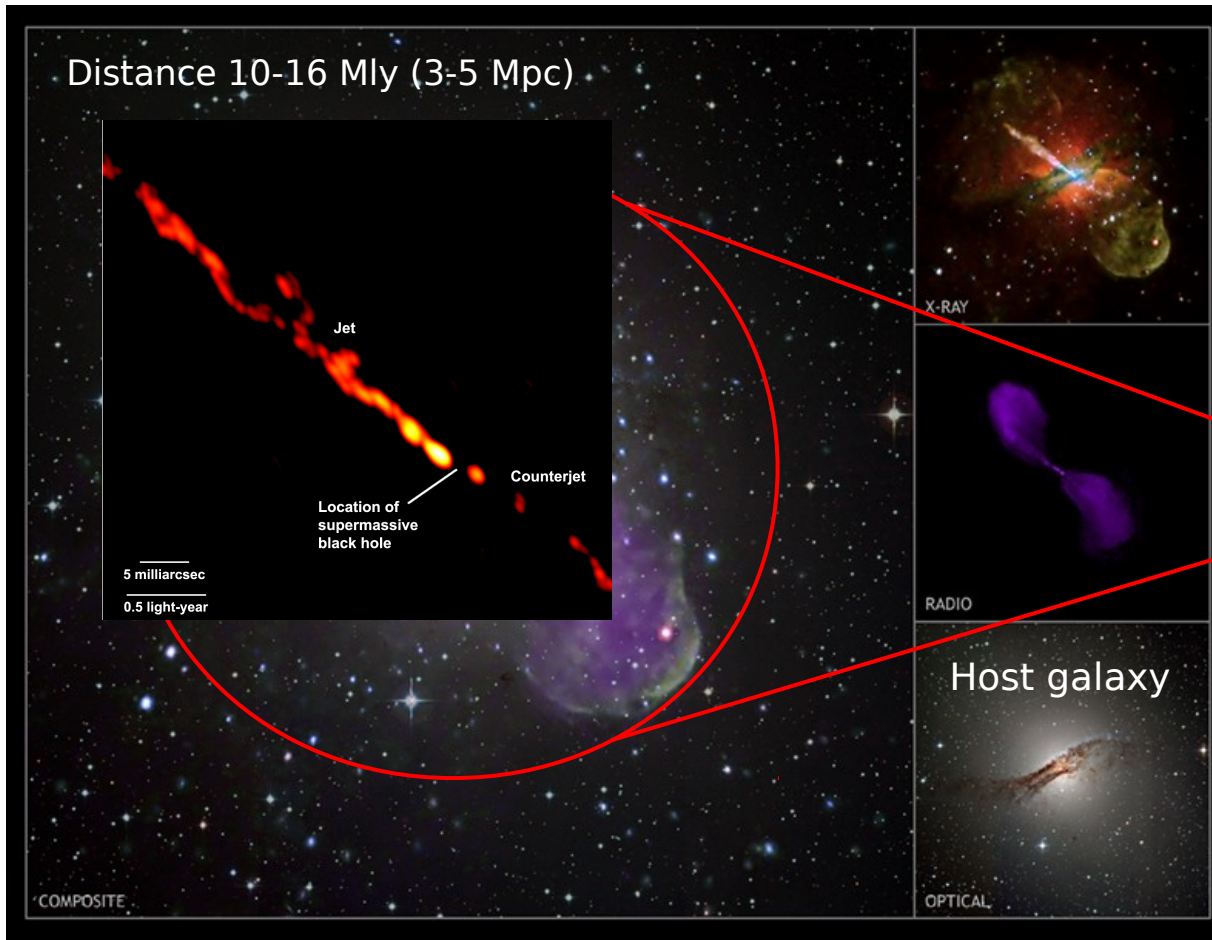 Distance 10-16 Mly (3-5 Mpc)
Jet
Counterjet
Location of
supermassive
black hole
5 milliarcsec
0.5 light-year
COMPOSITE
X-RAY
RADIO
Host galaxy
OPTICAL